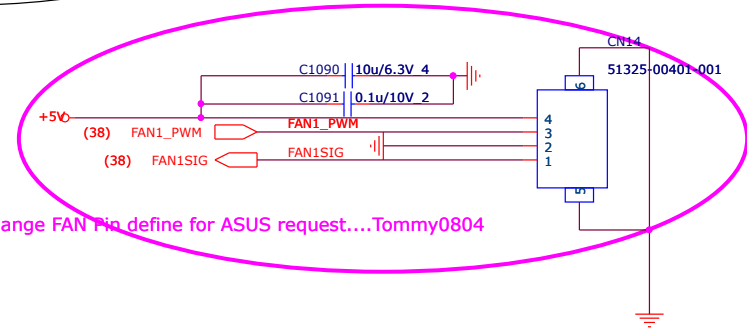 CN14
C1090 10u/6.3V_4
51325-00401-001
C1091 0.1u/10V_2
6
+5V
4
(38) FAN1_PWM FAN1_PWM
3
2
(38) FAN1SIG FAN1SIG
1
5
ange FAN Pin define for ASUS request....Tommy0804